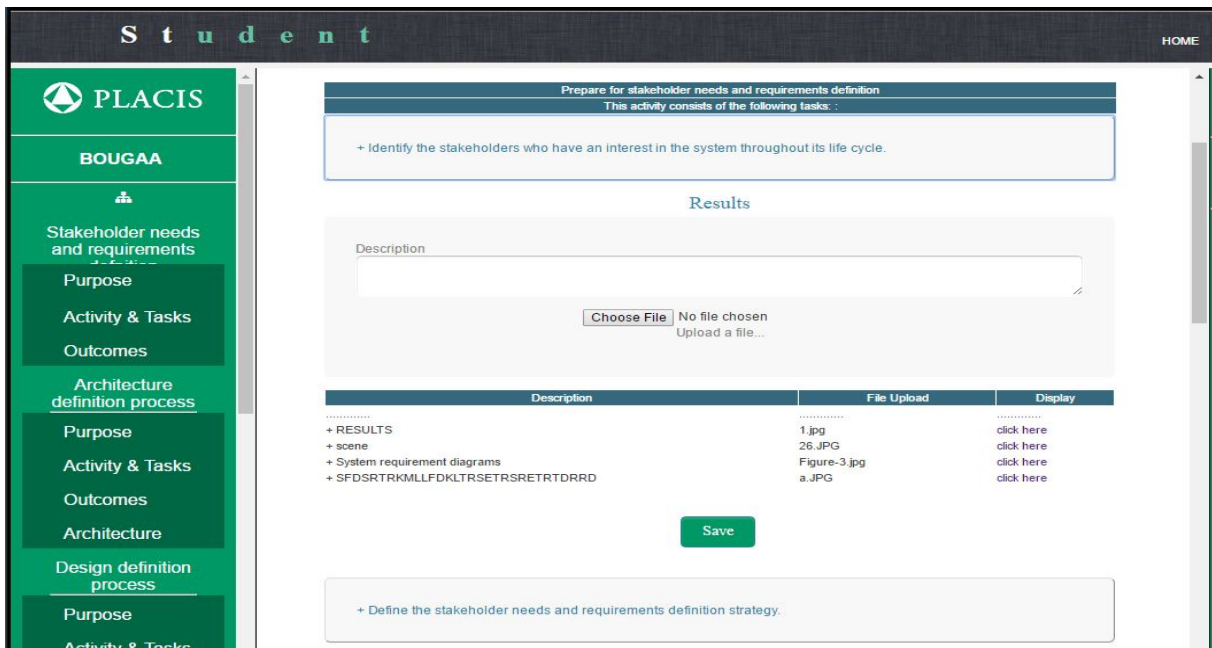 Student
HOME
PLACIS
BOUGAA
Stakeholder needs
and requirements
Purpose
Activity & Tasks
Outcomes
Architecture
definition process
Purpose
Activity & Tasks
Outcomes
Architecture
Design definition
process
Purpose
Activity & Tasks
Prepare for stakeholder needs and requirements definition
This activity consists of the following tasks: :
+ Identify the stakeholders who have an interest in the system throughout its life cycle.
Results
Description
Choose File No file chosen
Upload a file...
Description File Upload Display
............. ............. .............
+ RESULTS 1.jpg click here
+ scene 26.JPG click here
+ System requirement diagrams Figure-3.jpg click here
+ SFDSRTRKMLLFDKLTRSETRSRETRTDRRD a.JPG click here
Save
+ Define the stakeholder needs and requirements definition strategy.